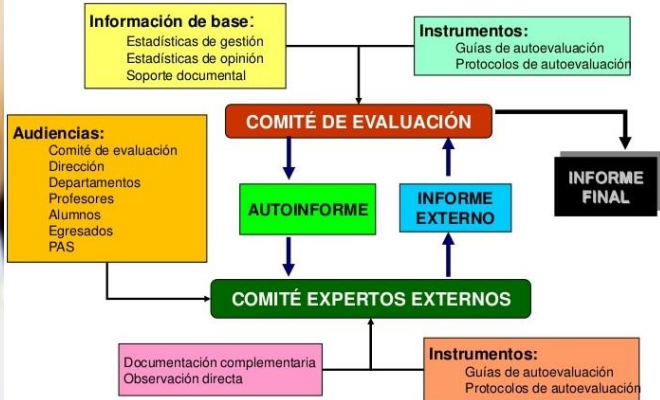 Información de base:
Estadísticas de gestión
Estadísticas de opinión
Soporte documental
Instrumentos:
Guías de autoevaluación
Protocolos de autoevaluación
COMITÉ DE EVALUACIÓN
Audiencias:
Comité de evaluación
Dirección
Departamentos
Profesores
Alumnos
Egresados
PAS
AUTOINFORME
INFORME
EXTERNO
INFORME
FINAL
COMITÉ EXPERTOS EXTERNOS
Documentación complementaria
Observación directa
Instrumentos:
Guías de autoevaluación
Protocolos de autoevaluación